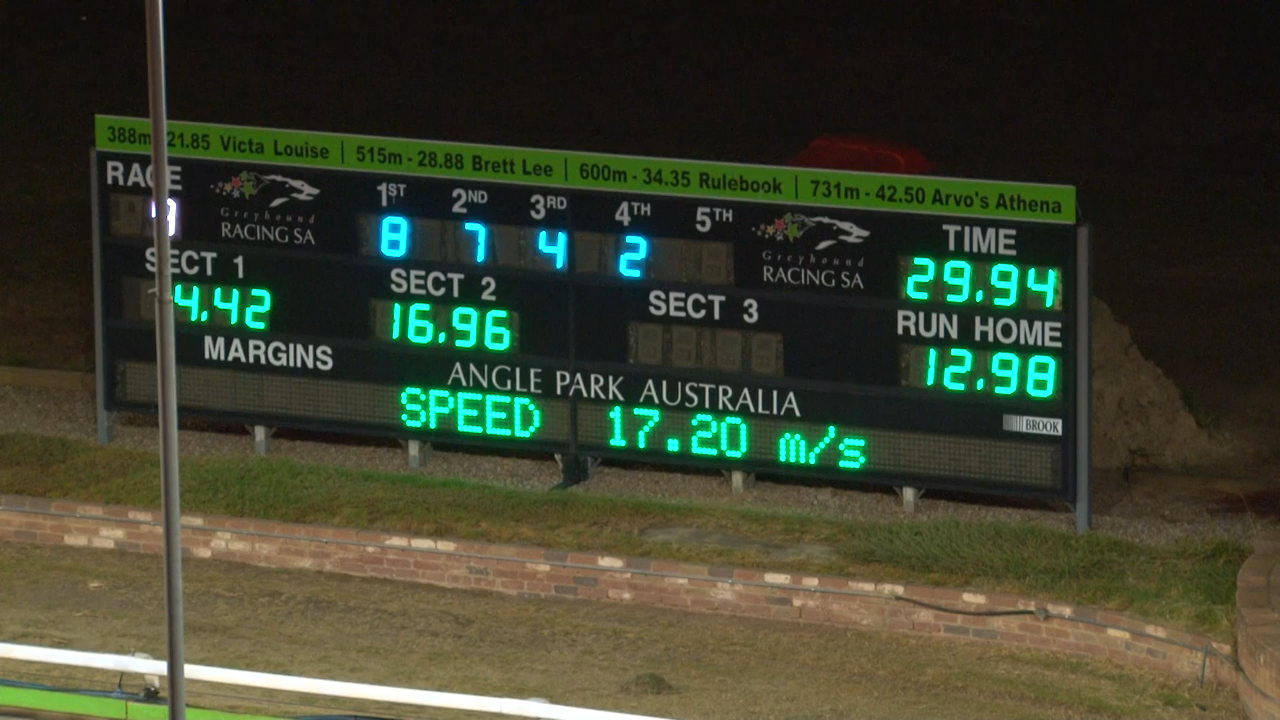 388m 21.85 Victa Louise | 515m - 28.88 Brett Lee | 600m - 34.35 Rulebook | 731m - 42.50 Arvo's Athena
RACE
Greyhound
RACING SA
1ST 2ND 3RD 4TH 5TH
8 7 4 2
Greyhound
RACING SA
TIME
29.94
SECT 1
4.42
SECT 2
16.96
SECT 3
RUN HOME
12.98
MARGINS
ANGLE PARK AUSTRALIA
BROOK
SPEED 17.20 m/s